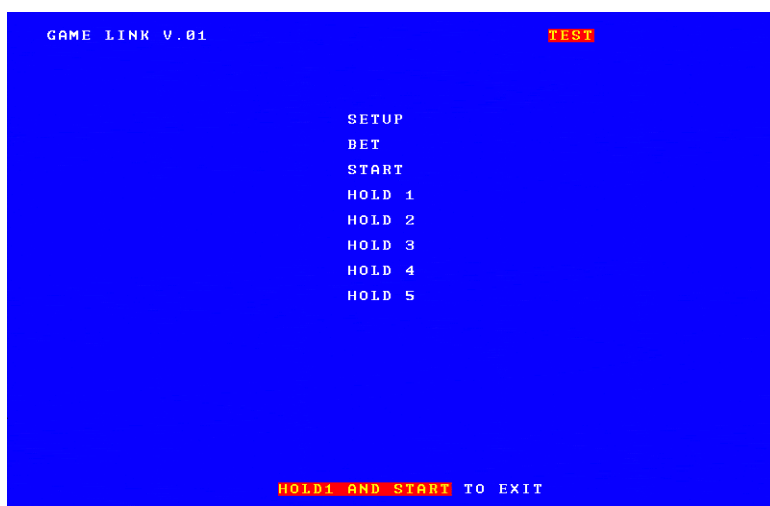 GAME LINK V.01 TEST
SETUP
BET
START
HOLD 1
HOLD 2
HOLD 3
HOLD 4
HOLD 5
HOLD1 AND START TO EXIT